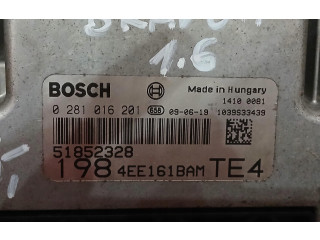 BRAVO
1.6
BOSCH Made in Hungary
1410 0081
0 281 016 201 658 09-06-19 1039S33439
51852328
198 4EE161BAM TE4